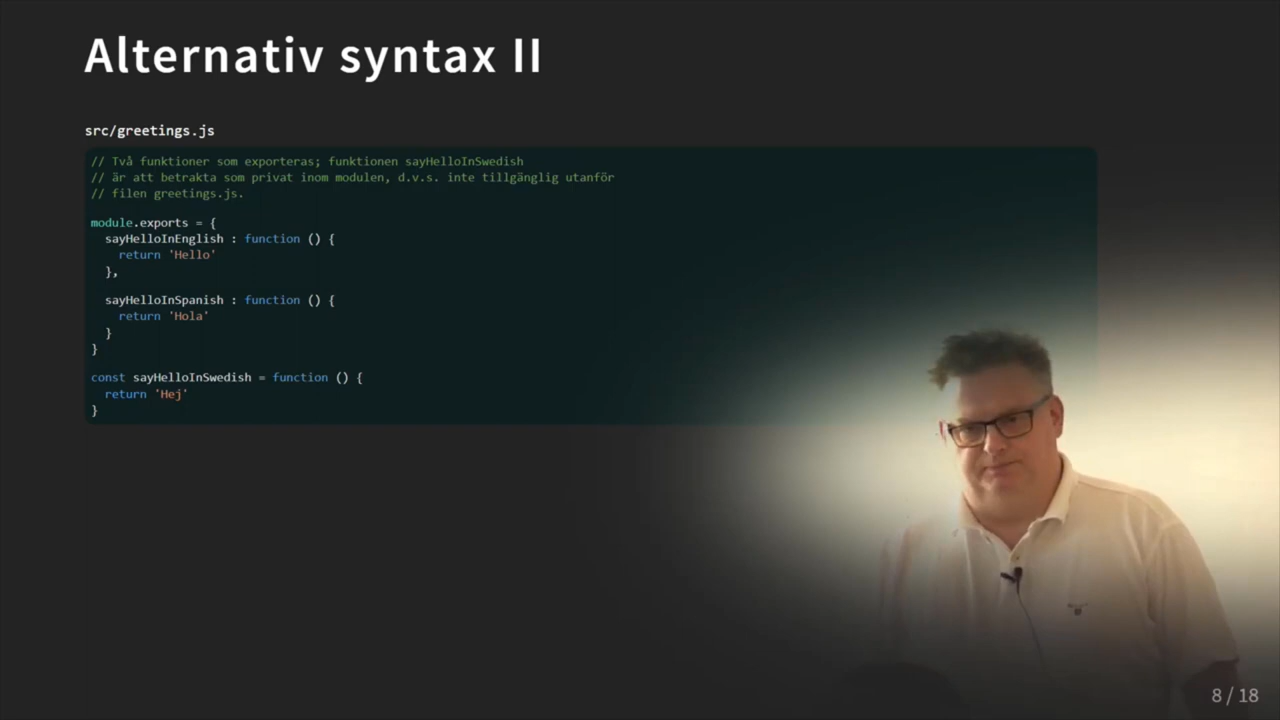 Alternativ syntax II
src/greetings.js
// Två funktioner som exporteras; funktionen sayHelloInSwedish
// är att betrakta som privat inom modulen, d.v.s. inte tillgänglig utanför
// filen greetings.js.
module.exports = {
sayHelloInEnglish : function () {
return 'Hello'
},
sayHelloInSpanish : function () {
return 'Hola'
}
}
const sayHelloInSwedish = function () {
return 'Hej'
}
8 / 18